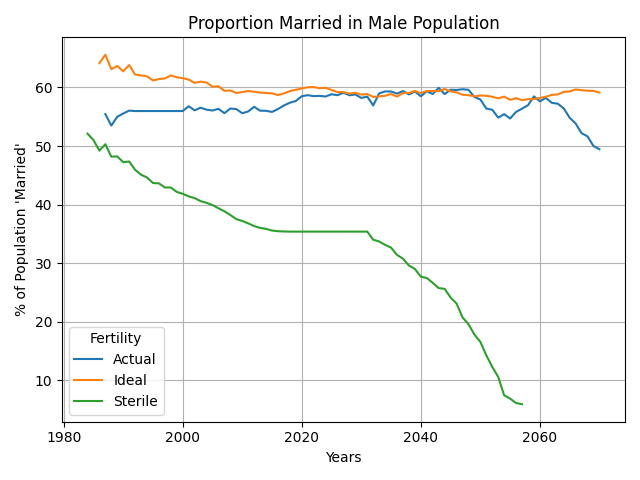 Proportion Married in Male Population
% of Population 'Married'
60
50
40
30
20
10
Fertility
Actual
Ideal
Sterile
1980 2000 2020 2040 2060
Years